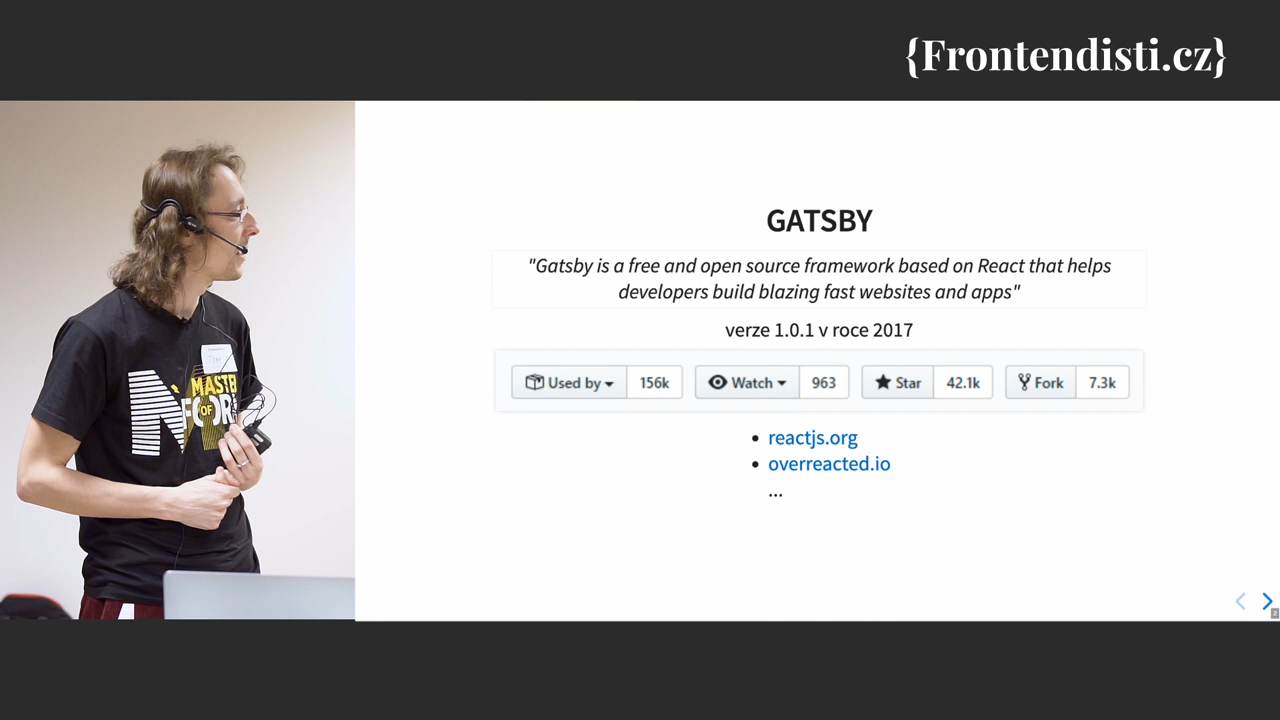 {Frontendisti.cz}
GATSBY
"Gatsby is a free and open source framework based on React that helps
developers build blazing fast websites and apps"
verze 1.0.1 v roce 2017
Used by 156k Watch 963 Star 42.1k Fork 7.3k
• reactjs.org
• overreacted.io
...
MASTER
OF